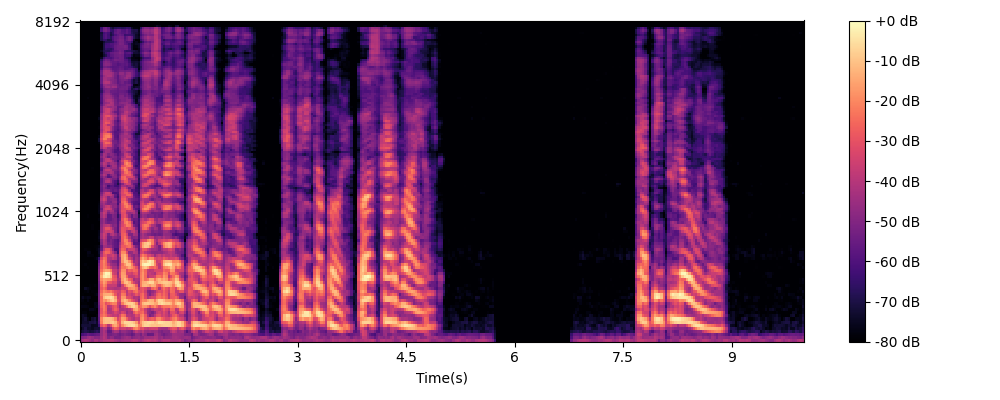 8192
4096
2048
1024
512
0
Frequency(Hz)
0 1.5 3 4.5 6 7.5 9
Time(s)
+0 dB
-10 dB
-20 dB
-30 dB
-40 dB
-50 dB
-60 dB
-70 dB
-80 dB